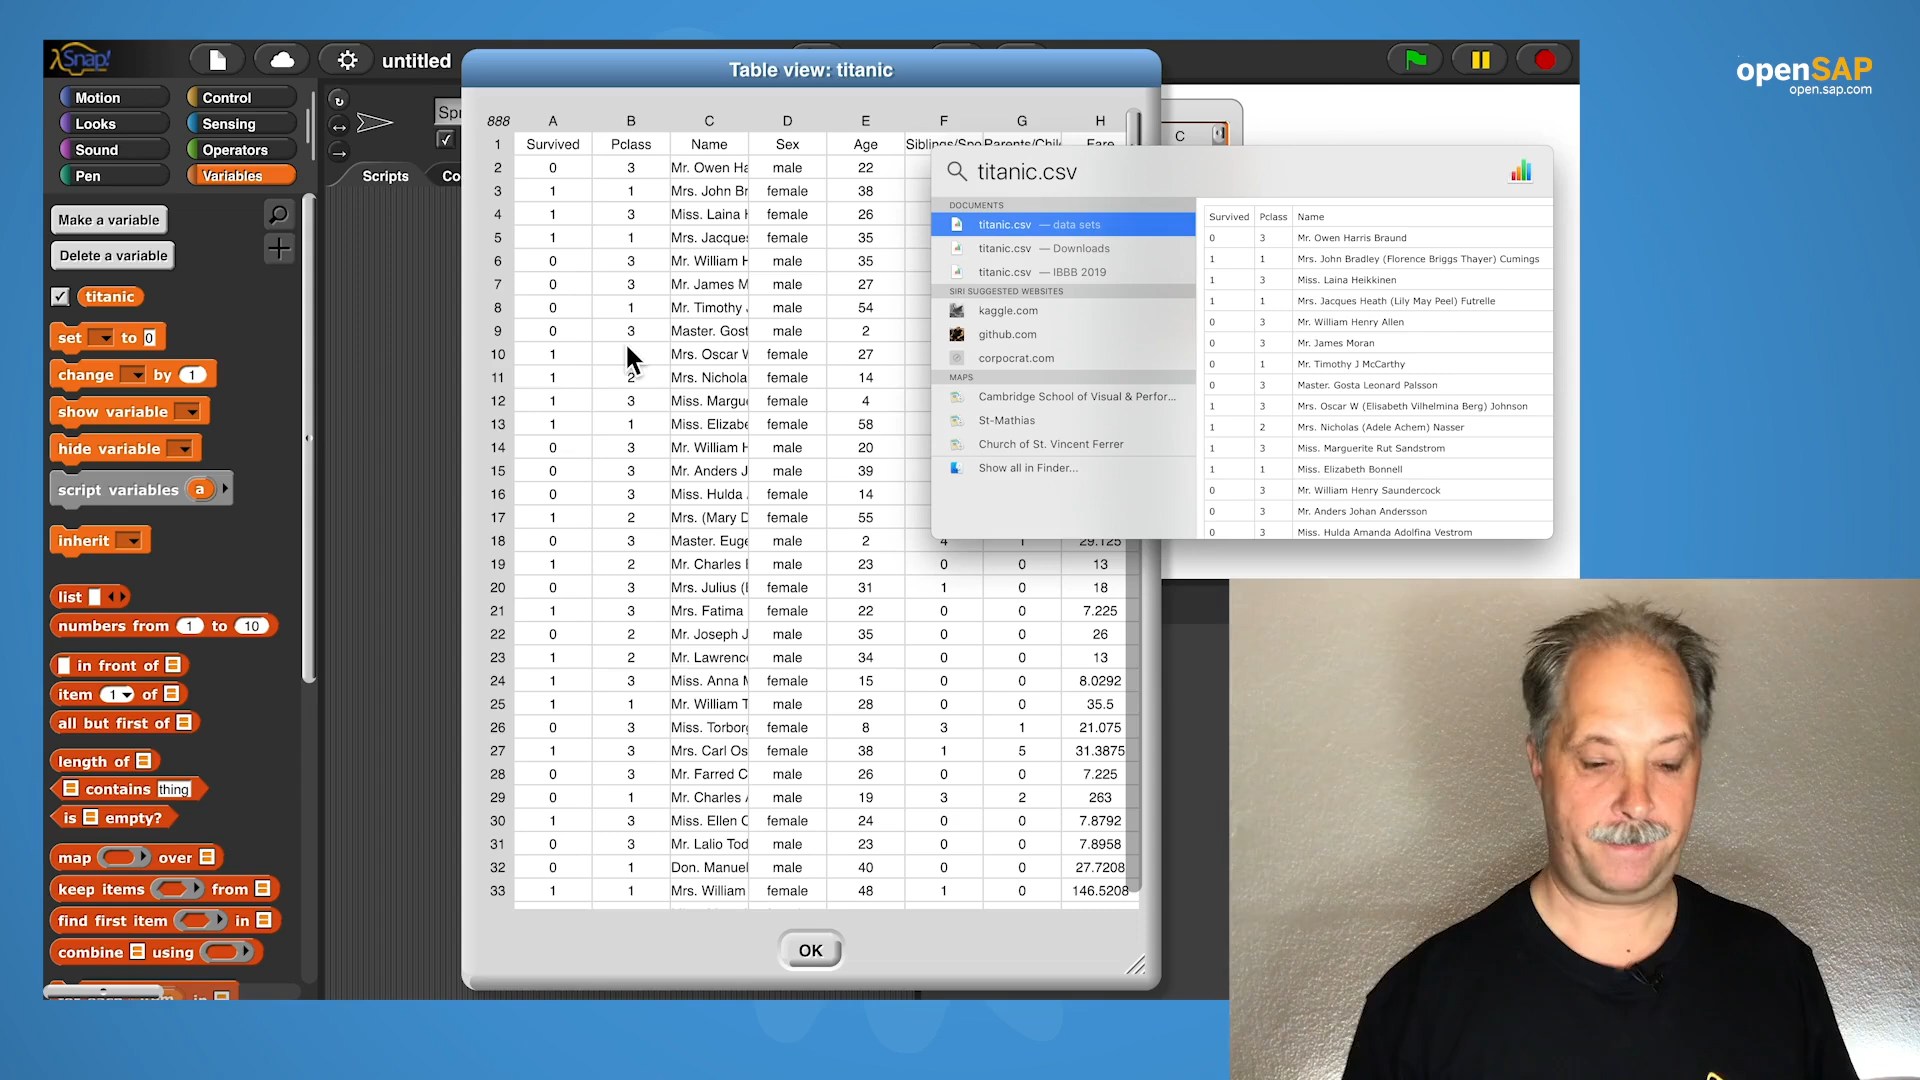 openSAP
open.sap.com
Snap!
untitled
Table view: titanic
Motion Control
Looks Sensing
Sound Operators
Pen Variables
Make a variable
Delete a variable
titanic
set to 0
change by 1
show variable
hide variable
script variables a
inherit
list
numbers from 1 to 10
in front of
item 1 of
all but first of
length of
contains thing
is empty?
map over
keep items from
find first item in
combine using
Scripts
888 A B C D E F G H
1 Survived Pclass Name Sex Age Siblings/Spo Parents/Chil Fare
2 0 3 Mr. Owen Ha male 22
3 1 1 Mrs. John Br female 38
4 1 3 Miss. Laina H female 26
5 1 1 Mrs. Jacques female 35
6 0 3 Mr. William H male 35
7 0 3 Mr. James M male 27
8 0 1 Mr. Timothy J male 54
9 0 3 Master. Gost male 2
10 1 Mrs. Oscar W female 27
11 1 2 Mrs. Nichola female 14
12 1 3 Miss. Margue female 4
13 1 1 Miss. Elizabe female 58
14 0 3 Mr. William H male 20
15 0 3 Mr. Anders J male 39
16 0 3 Miss. Hulda female 14
17 1 2 Mrs. (Mary D female 55
18 0 3 Master. Euge male 2 4 1 29.125
19 1 2 Mr. Charles male 23 0 0 13
20 0 3 Mrs. Julius (E female 31 1 0 18
21 1 3 Mrs. Fatima female 22 0 0 7.225
22 0 2 Mr. Joseph J male 35 0 0 26
23 1 2 Mr. Lawrence male 34 0 0 13
24 1 3 Miss. Anna M female 15 0 0 8.0292
25 1 1 Mr. William T male 28 0 0 35.5
26 0 3 Miss. Torborg female 8 3 1 21.075
27 1 3 Mrs. Carl Os female 38 1 5 31.3875
28 0 3 Mr. Farred C male 26 0 0 7.225
29 0 1 Mr. Charles A male 19 3 2 263
30 1 3 Miss. Ellen O female 24 0 0 7.8792
31 0 3 Mr. Lalio Tod male 23 0 0 7.8958
32 0 1 Don. Manuel male 40 0 0 27.7208
33 1 1 Mrs. William female 48 1 0 146.5208
OK
C
titanic.csv
DOCUMENTS
titanic.csv — data sets
titanic.csv — Downloads
titanic.csv — IBBB 2019
SIRI SUGGESTED WEBSITES
kaggle.com
github.com
corpocrat.com
MAPS
Cambridge School of Visual & Perfor...
St-Mathias
Church of St. Vincent Ferrer
Show all in Finder...
Survived Pclass Name
0 3 Mr. Owen Harris Braund
1 1 Mrs. John Bradley (Florence Briggs Thayer) Cumings
1 3 Miss. Laina Heikkinen
1 1 Mrs. Jacques Heath (Lily May Peel) Futrelle
0 3 Mr. William Henry Allen
0 3 Mr. James Moran
0 1 Mr. Timothy J McCarthy
0 3 Master. Gosta Leonard Palsson
1 3 Mrs. Oscar W (Elisabeth Vilhelmina Berg) Johnson
1 2 Mrs. Nicholas (Adele Achem) Nasser
1 3 Miss. Marguerite Rut Sandstrom
1 1 Miss. Elizabeth Bonnell
0 3 Mr. William Henry Saundercock
0 3 Mr. Anders Johan Andersson
0 3 Miss. Hulda Amanda Adolfina Vestrom